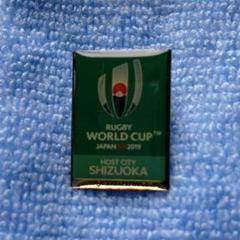 RUGBY
WORLD CUP™
JAPAN 2019
HOST CITY
SHIZUOKA